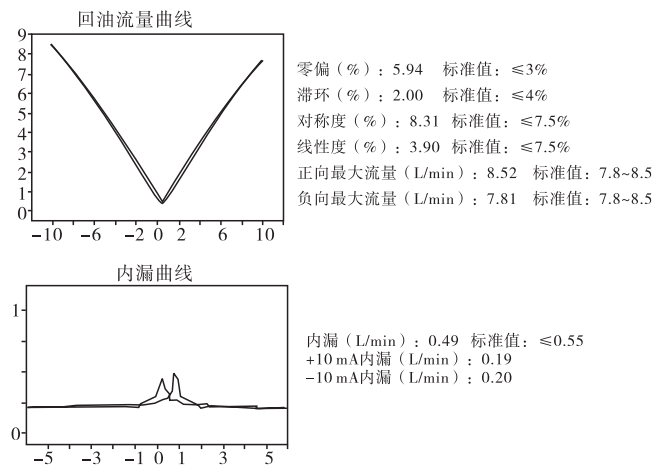 回油流量曲线
9
8
7
6
5
4
3
2
1
0
-10 -6 -2 0 2 6 10
零偏（%）：5.94 标准值：≤3%
滞环（%）：2.00 标准值：≤4%
对称度（%）：8.31 标准值：≤7.5%
线性度（%）：3.90 标准值：≤7.5%
正向最大流量（L/min）：8.52 标准值：7.8~8.5
负向最大流量（L/min）：7.81 标准值：7.8~8.5
内漏曲线
1
0
-5 -3 -1 0 1 3 5
内漏（L/min）：0.49 标准值：≤0.55
+10 mA内漏（L/min）：0.19
-10 mA内漏（L/min）：0.20